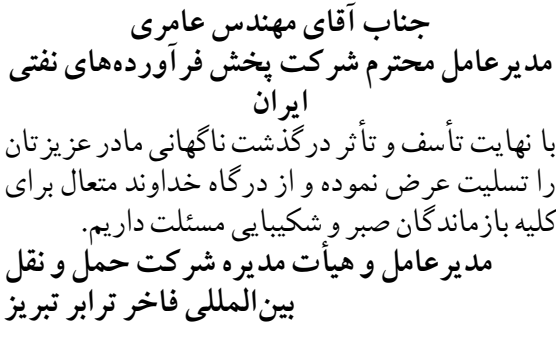 جناب آقای مهندس عامری
مدیرعامل محترم شرکت پخش فرآورده‌های نفتی
ایران
با نهایت تأسف و تأثر درگذشت ناگهانی مادر عزیزتان
را تسلیت عرض نموده و از درگاه خداوند متعال برای
کلیه بازماندگان صبر و شکیبایی مسئلت داریم.
مدیرعامل و هیأت مدیره شرکت حمل و نقل
بین‌المللی فاخر ترابر تبریز